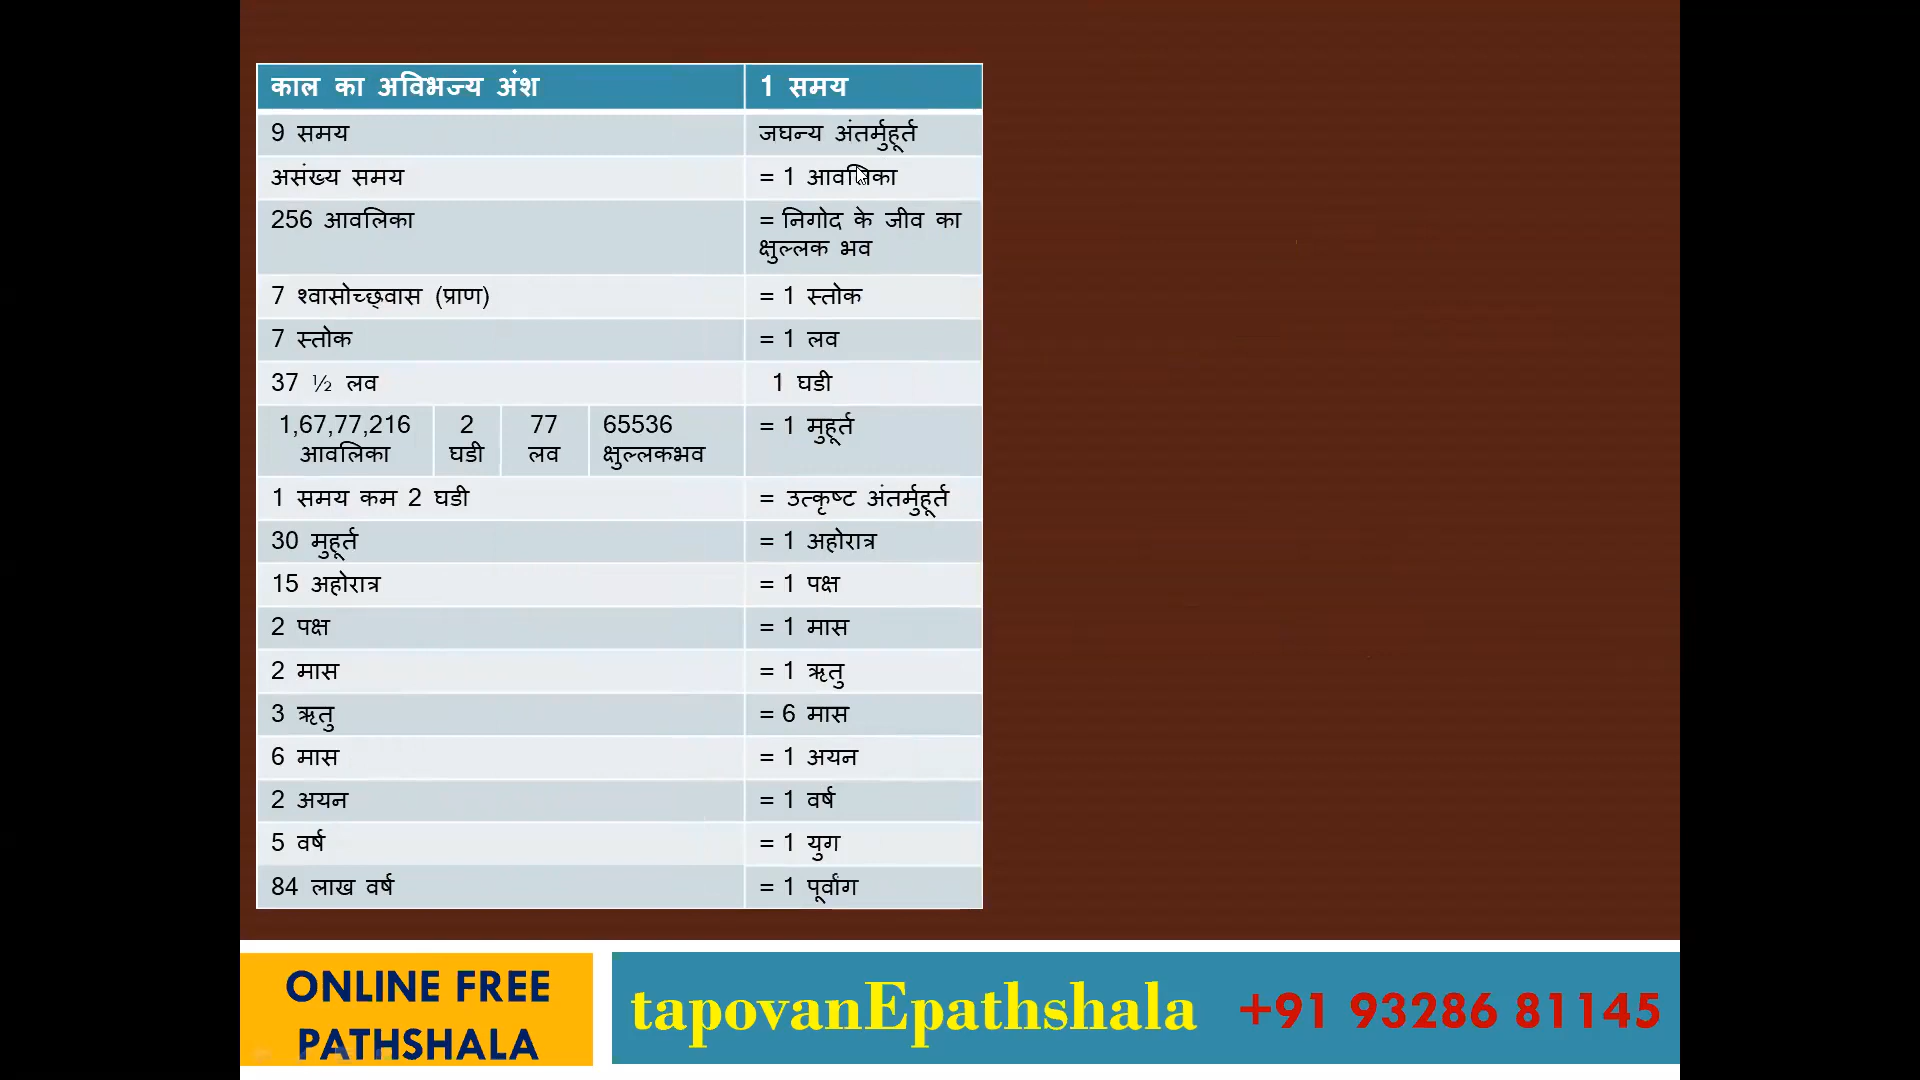 काल का अविभज्य अंश 1 समय
9 समय जघन्य अंतर्मुहूर्त
असंख्य समय = 1 आवलिका
256 आवलिका = निगोद के जीव का
क्षुल्लक भव
7 श्वासोच्छ्वास (प्राण) = 1 स्तोक
7 स्तोक = 1 लव
37 ½ लव 1 घडी
1,67,77,216 2 77 65536 = 1 मुहूर्त
आवलिका घडी लव क्षुल्लकभव
1 समय कम 2 घडी = उत्कृष्ट अंतर्मुहूर्त
30 मुहूर्त = 1 अहोरात्र
15 अहोरात्र = 1 पक्ष
2 पक्ष = 1 मास
2 मास = 1 ऋतु
3 ऋतु = 6 मास
6 मास = 1 अयन
2 अयन = 1 वर्ष
5 वर्ष = 1 युग
84 लाख वर्ष = 1 पूर्वांग
ONLINE FREE
PATHSHALA
tapovanEpathshala +91 93286 81145